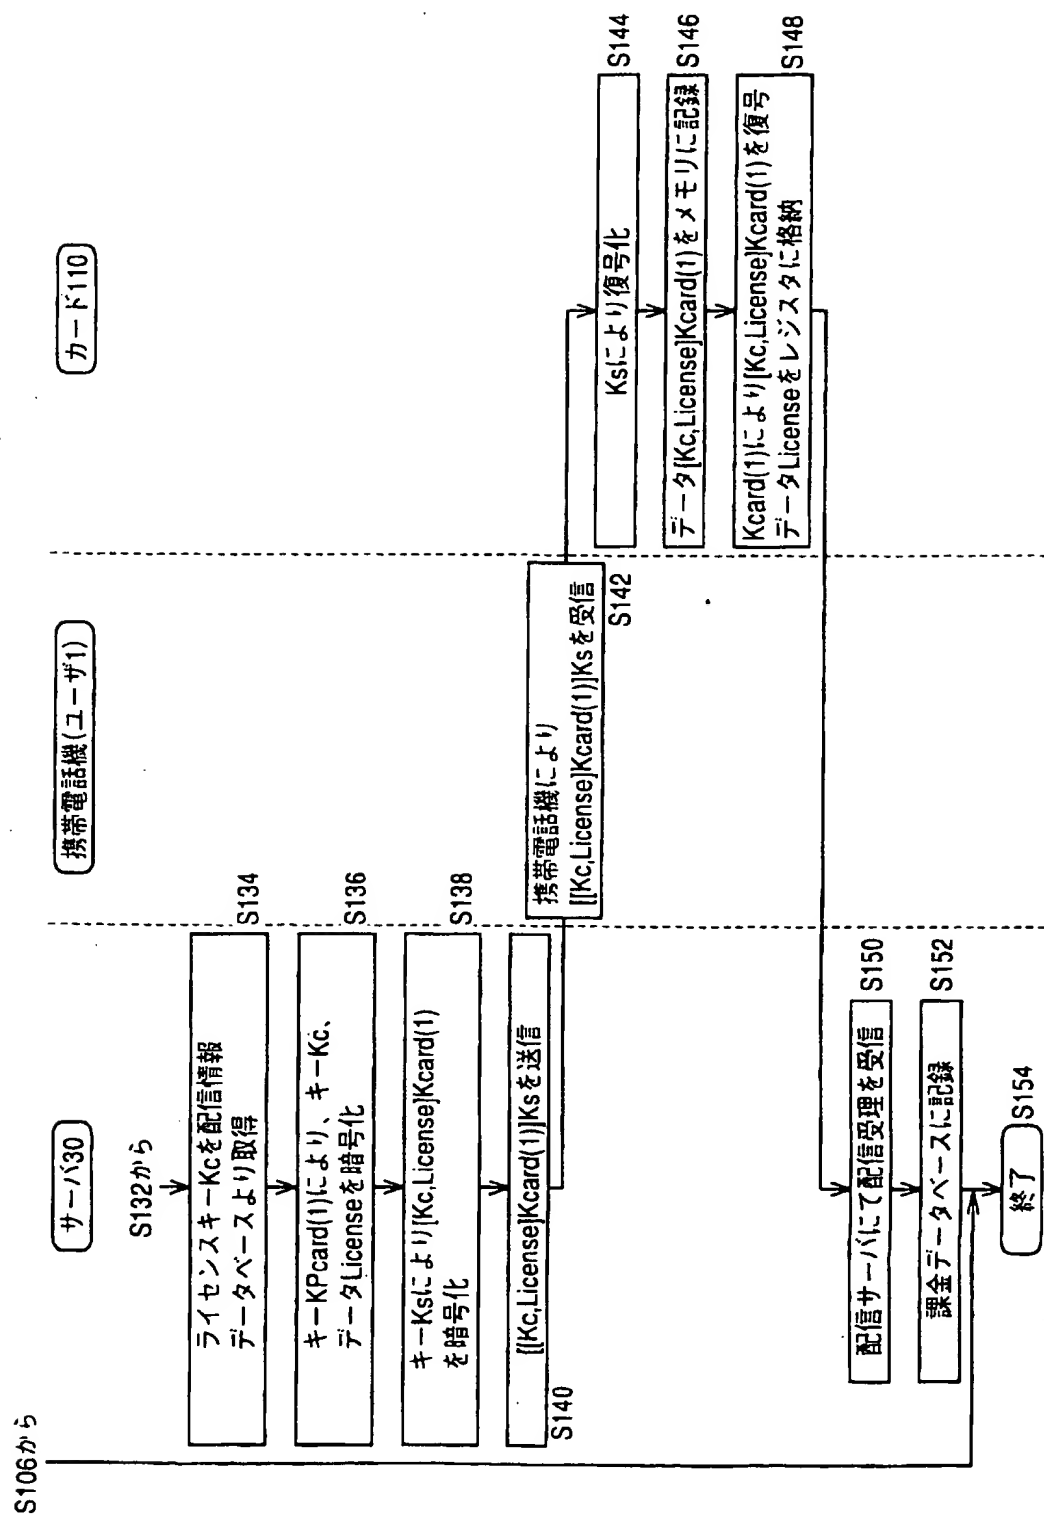 S106から
サーバ30
携帯電話機(ユーザ1)
カード110
S132から
ライセンスキーKcを配信情報
データベースより取得
S134
キーKPcard(1)により、キーKc、
データLicenseを暗号化
S136
キーKsにより[Kc,License]Kcard(1)
を暗号化
S138
[[Kc,License]Kcard(1)]Ksを送信
S140
携帯電話機により
[[Kc,License]Kcard(1)]Ksを受信
S142
Ksにより復号化
S144
データ[Kc,License]Kcard(1)をメモリに記録
S146
Kcard(1)により[Kc,License]Kcard(1)を復号
データLicenseをレジスタに格納
S148
配信サーバにて配信受理を受信
S150
課金データベースに記録
S152
終了
S154